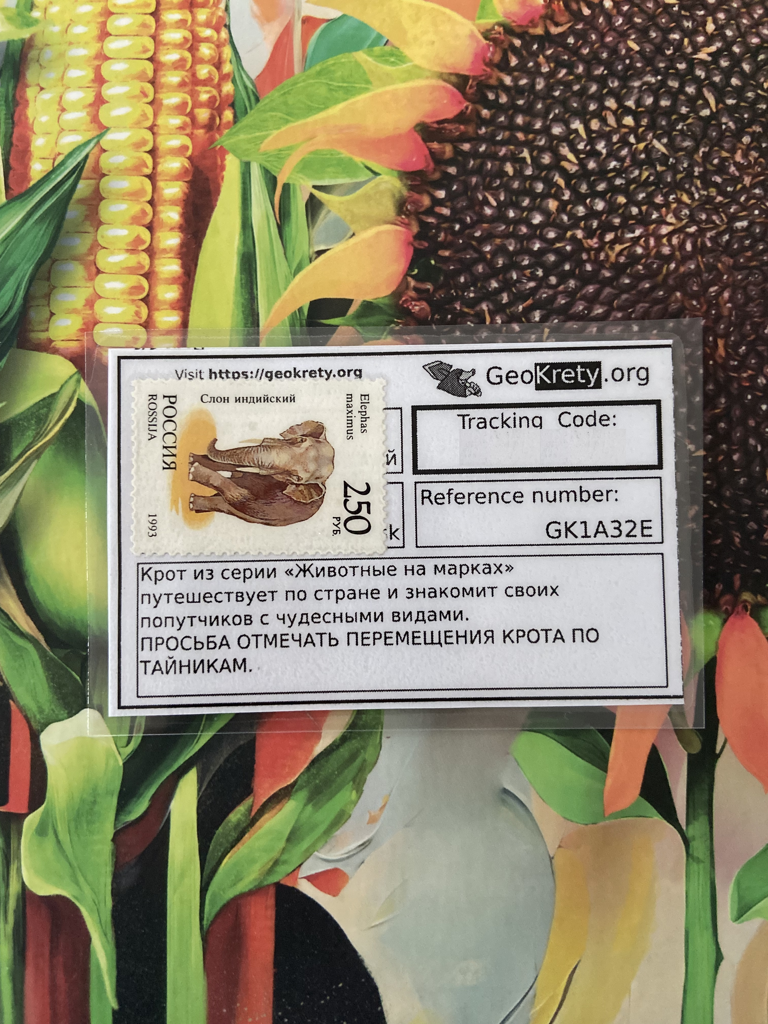 Visit https://geokrety.org
GeoKrety.org
Слон индийский
Elephas
maximus
РОССИЯ
ROSSIJA
1993
250
РУБ.
й
k
Tracking Code:
Reference number:
GK1A32E
Крот из серии «Животные на марках»
путешествует по стране и знакомит своих
попутчиков с чудесными видами.
ПРОСЬБА ОТМЕЧАТЬ ПЕРЕМЕЩЕНИЯ КРОТА ПО
ТАЙНИКАМ.